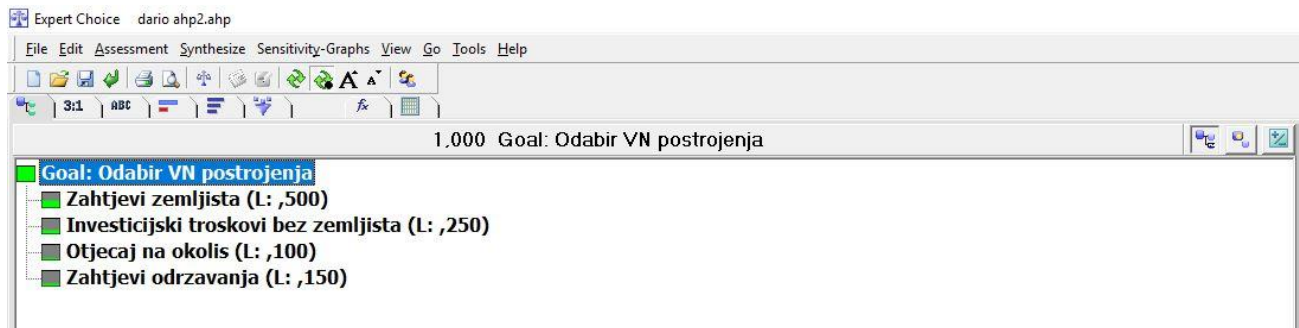 Expert Choice dario ahp2.ahp
File Edit Assessment Synthesize Sensitivity-Graphs View Go Tools Help
A A
3:1 ABC fx
1,000 Goal: Odabir VN postrojenja
Goal: Odabir VN postrojenja
Zahtjevi zemljista (L: ,500)
Investicijski troskovi bez zemljista (L: ,250)
Otjecaj na okolis (L: ,100)
Zahtjevi odrzavanja (L: ,150)